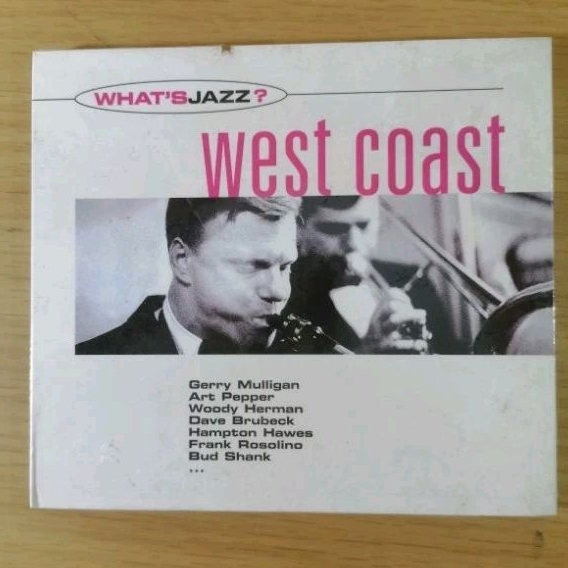 WHAT'SJAZZ?
west coast
Gerry Mulligan
Art Pepper
Woody Herman
Dave Brubeck
Hampton Hawes
Frank Rosolino
Bud Shank
...